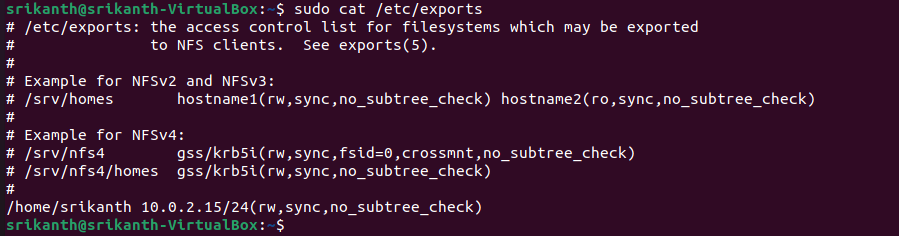 srikanth@srikanth-VirtualBox:~$ sudo cat /etc/exports
# /etc/exports: the access control list for filesystems which may be exported
#               to NFS clients.  See exports(5).
#
# Example for NFSv2 and NFSv3:
# /srv/homes       hostname1(rw,sync,no_subtree_check) hostname2(ro,sync,no_subtree_check)
#
# Example for NFSv4:
# /srv/nfs4        gss/krb5i(rw,sync,fsid=0,crossmnt,no_subtree_check)
# /srv/nfs4/homes  gss/krb5i(rw,sync,no_subtree_check)
#
/home/srikanth 10.0.2.15/24(rw,sync,no_subtree_check)
srikanth@srikanth-VirtualBox:~$